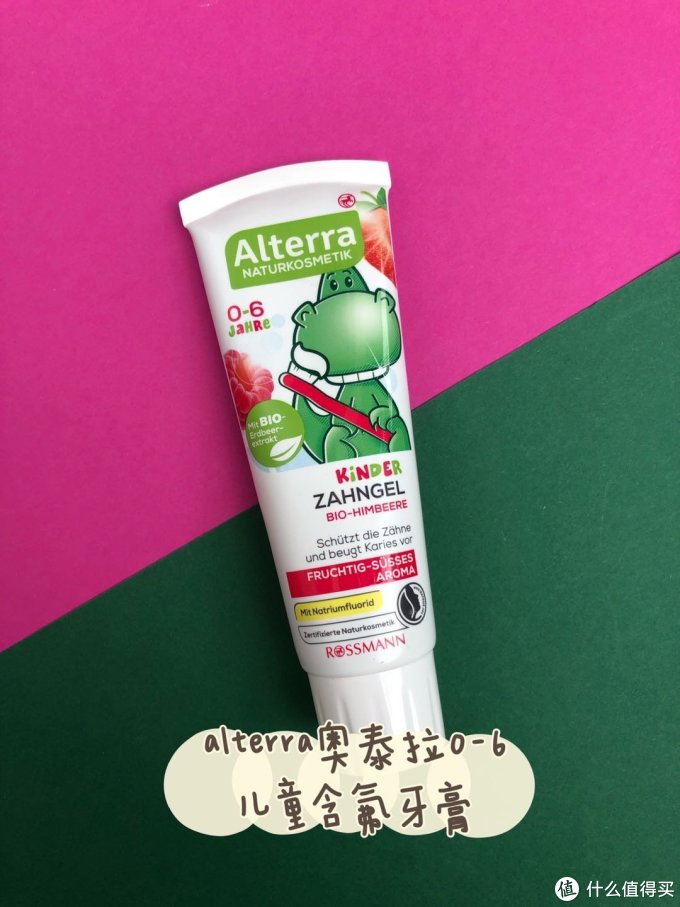 Alterra
NATURKOSMETIK
0-6
JaHRe
Mit BIO-
Erdbeer-
extrakt
KiNDER
ZAHNGEL
BIO-HIMBEERE
Schützt die Zähne
und beugt Karies vor
FRUCHTIG-SÜSSES
AROMA
Mit Natriumfluorid
Zertifizierte Naturkosmetik
ROSSMANN
alterra奥泰拉0-6
儿童含氟牙膏
值 什么值得买